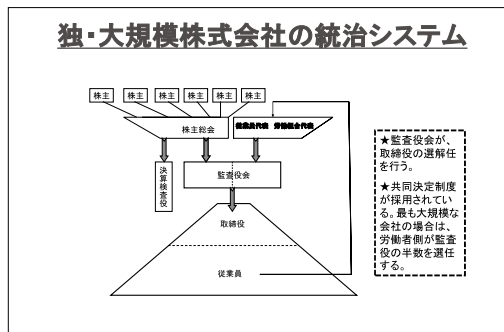 独・大規模株式会社の統治システム
株主 株主 株主 株主 株主 株主
株主総会
従業員代表 労働組合代表
決算検査役
監査役会
取締役
従業員
★監査役会が、
取締役の選解任
を行う。
★共同決定制度
が採用されてい
る。最も大規模な
会社の場合は、
労働者側が監査
役の半数を選任
する。